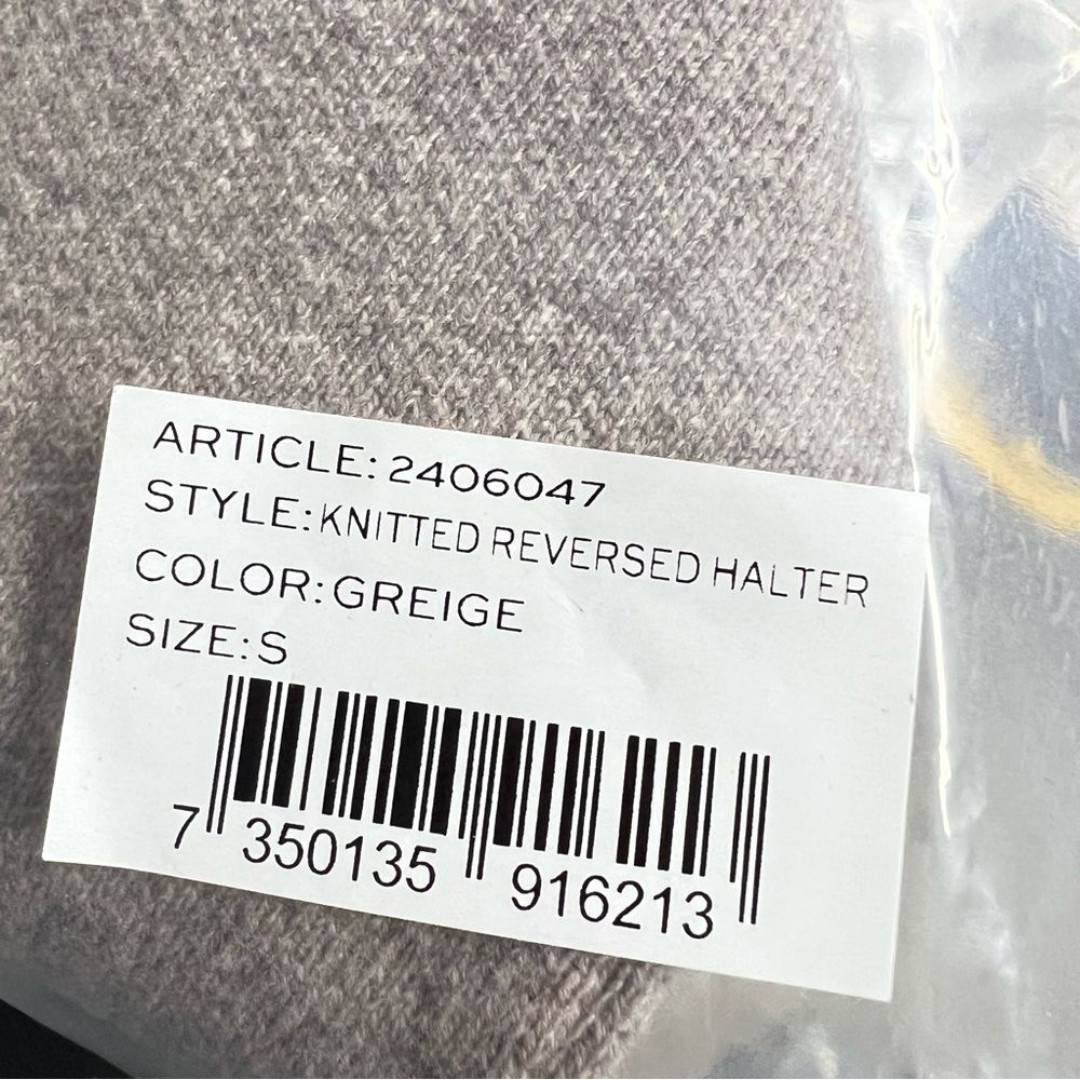 ARTICLE: 2406047
STYLE: KNITTED REVERSED HALTER
COLOR: GREIGE
SIZE: S
7 350135 916213